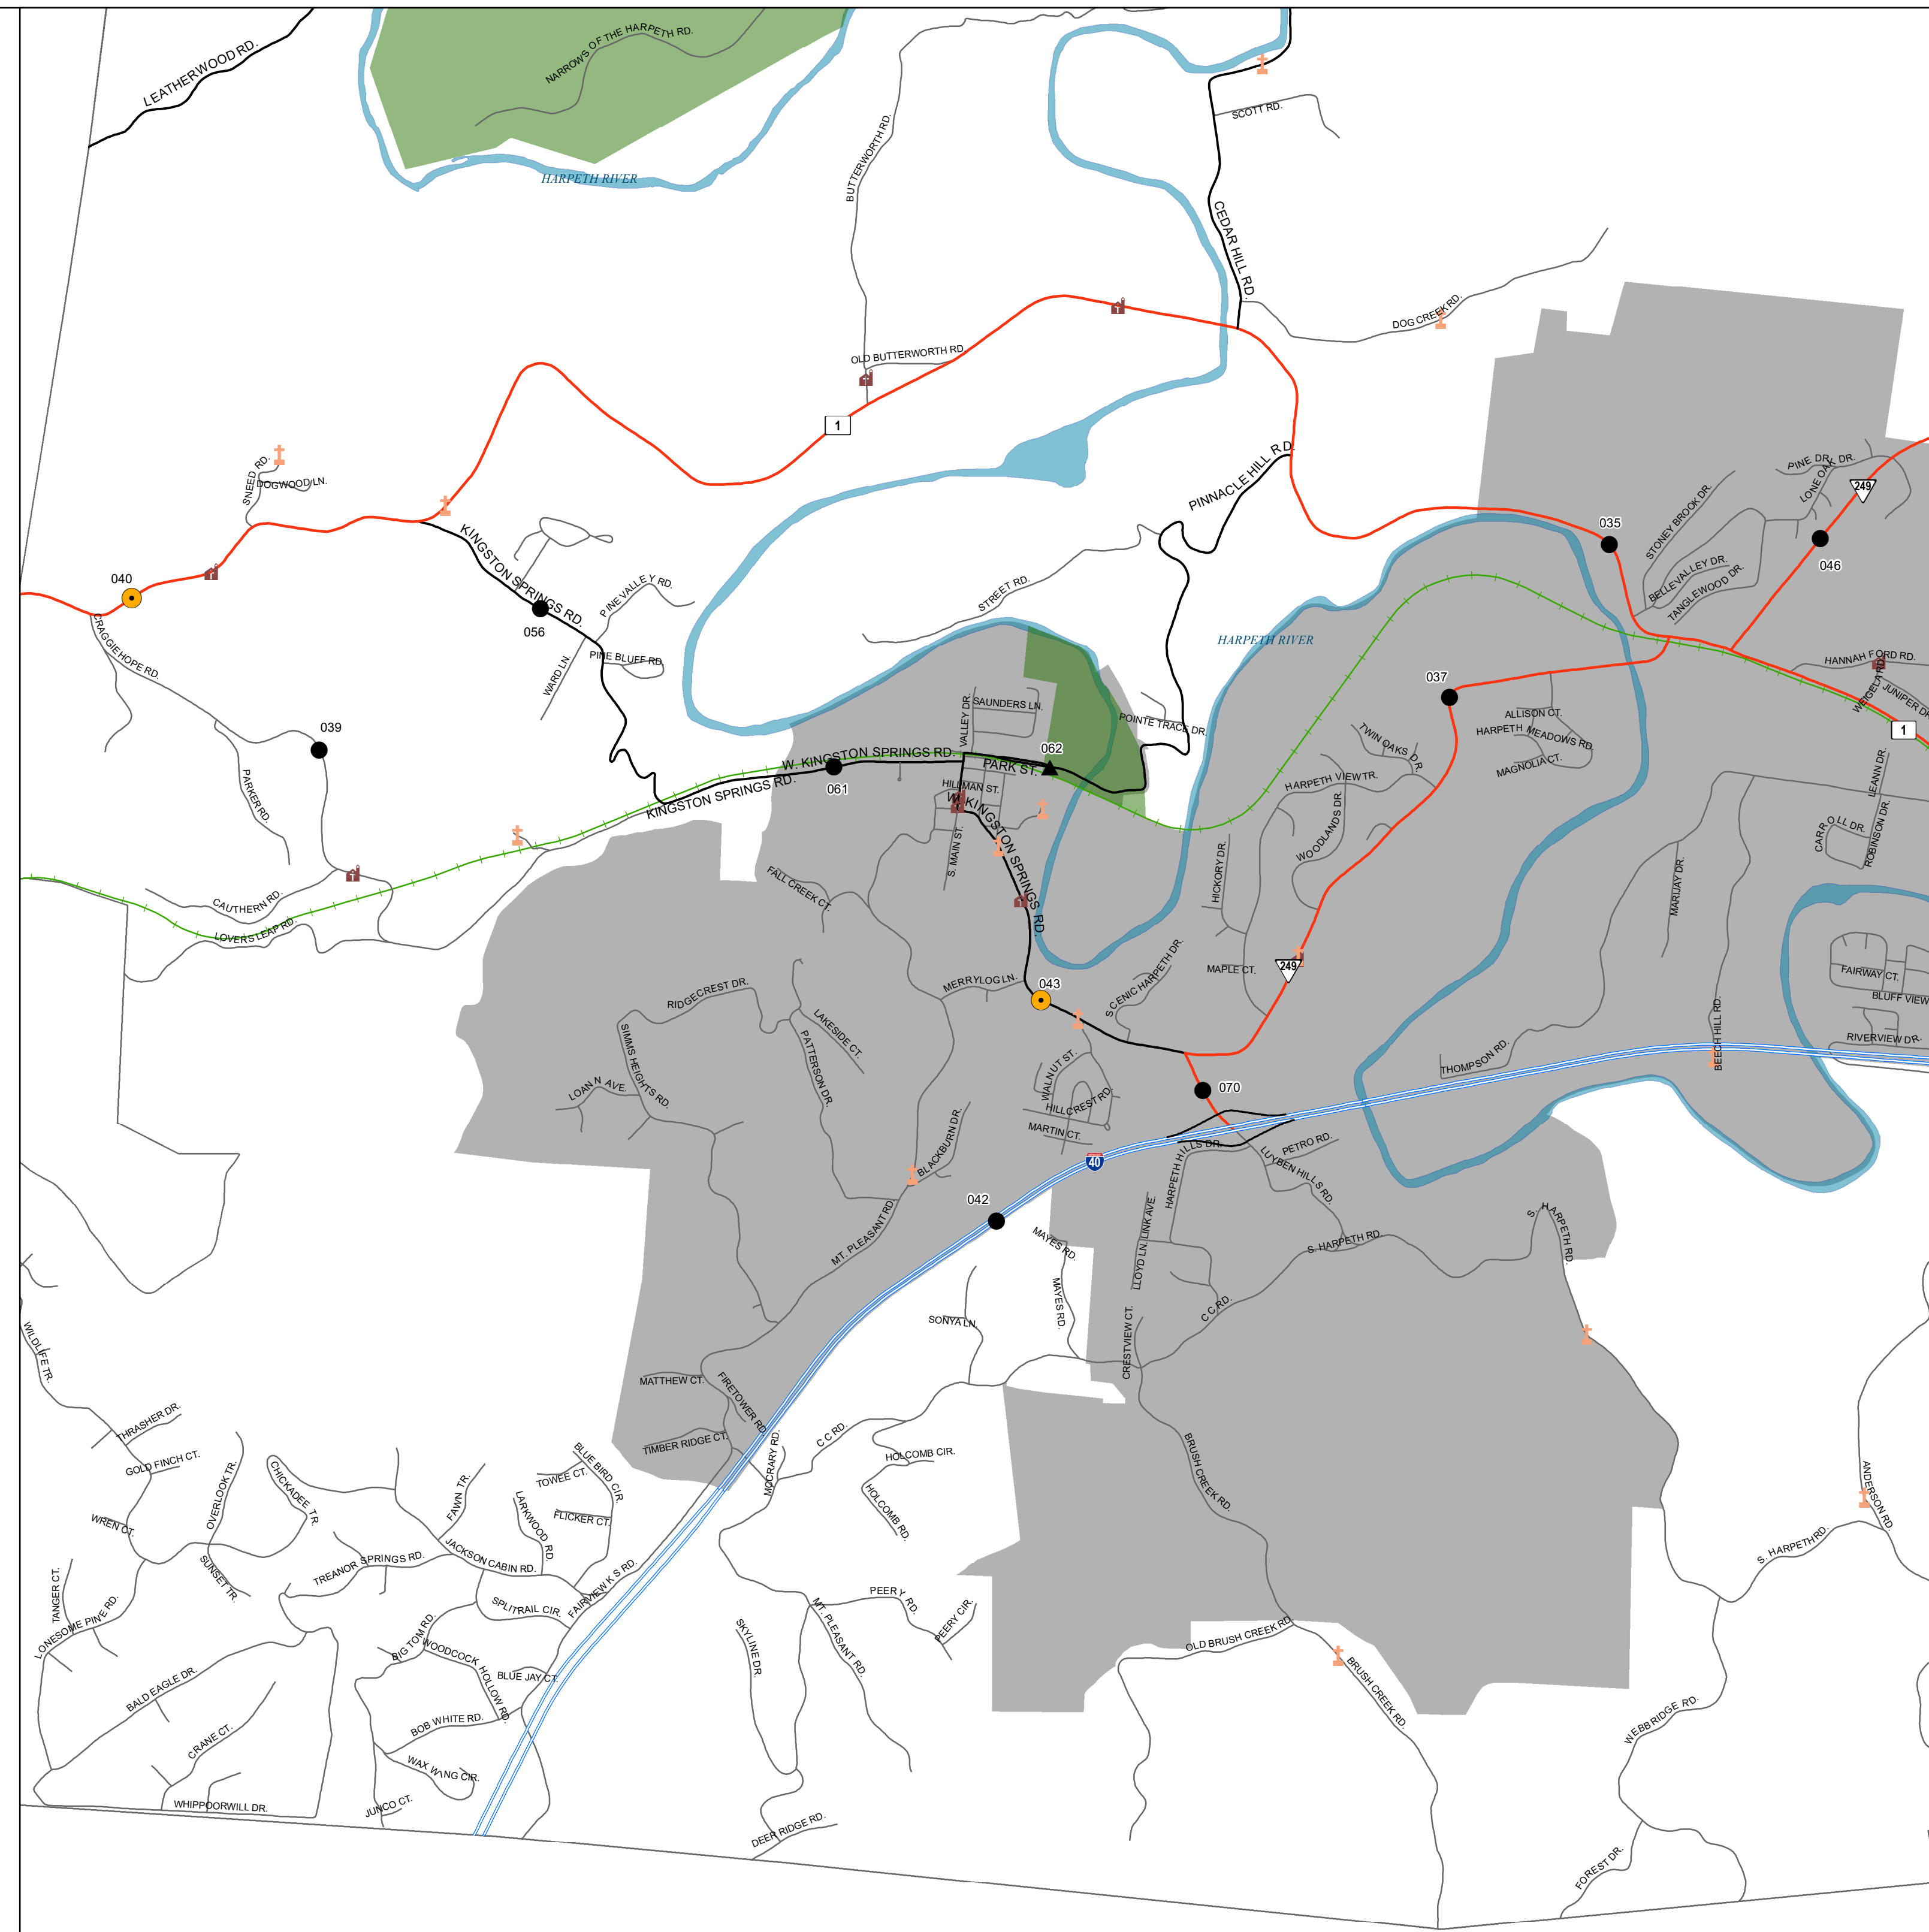 LEATHERWOOD RD.
NARROWS OF THE HARPETH RD.
HARPETH RIVER
BUTTERWORTH RD.
SCOTT RD.
CEDAR HILL RD.
DOG CREEK RD.
OLD BUTTERWORTH RD.
1
SNEED RD.
DOGWOOD LN.
PINNACLE HILL RD.
PINE DR.
LONE OAK DR.
249
STONEY BROOK DR.
035
046
KINGSTON SPRINGS RD.
040
056
PINE VALLEY RD.
STREET RD.
BELLEVALLEY DR.
TANGLEWOOD DR.
CRAGGIE HOPE RD.
HARPETH RIVER
WARD LN.
PINE BLUFF RD.
HANNAH FORD RD.
WEIGELA RD.
JUNIPER DR.
037
039
VALLEY DR.
SAUNDERS LN.
POINTE TRACE DR.
ALLISON CT.
HARPETH MEADOWS RD.
MAGNOLIA CT.
TWIN OAKS DR.
1
062
W. KINGSTON SPRINGS RD.
PARK ST.
061
KINGSTON SPRINGS RD.
HILLMAN ST.
W. KINGSTON SPRINGS RD.
S. MAIN ST.
HARPETH VIEW TR.
WOODLANDS DR.
LEANN DR.
CARROLL DR.
ROBINSON DR.
PARKER RD.
CAUTHERN RD.
LOVERS LEAP RD.
FALL CREEK CT.
HICKORY DR.
MARIJAY DR.
MAPLE CT.
249
SCENIC HARPETH DR.
MERRYLOG LN.
043
FAIRWAY CT.
BLUFF VIEW
RIVERVIEW DR.
RIDGECREST DR.
SIMMS HEIGHTS RD.
LAKESIDE CT.
PATTERSON DR.
LOANN AVE.
WALNUT ST.
HILLCREST RD.
MARTIN CT.
070
THOMPSON RD.
BEECH HILL RD.
BLACKBURN DR.
40
HARPETH HILLS DR.
PETRO RD.
LUYBEN HILLS RD.
042
MT. PLEASANT RD.
MAYES RD.
MAYES RD.
LLOYD LN.
LINK AVE.
S. HARPETH RD.
S. HARPETH RD.
C C RD.
CRESTVIEW CT.
SONYA LN.
WILDLIFE TR.
MATTHEW CT.
FIRETOWER RD.
TIMBER RIDGE CT.
MCCRARY RD.
C C RD.
HOLCOMB CIR.
HOLCOMB RD.
BRUSH CREEK RD.
ANDERSON RD.
THRASHER DR.
GOLD FINCH CT.
OVERLOOK TR.
CHICKADEE TR.
FAWN TR.
TOWEE CT.
BLUE BIRD CIR.
LARKWOOD RD.
FLICKER CT.
WREN CT.
SUNSET TR.
TREANOR SPRINGS RD.
JACKSON CABIN RD.
SPLITRAIL CIR.
FAIRVIEW K S RD.
S. HARPETH RD.
TANGER CT.
LONESOME PINE RD.
BIG TOM RD.
WOODCOCK HOLLOW RD.
BLUE JAY CT.
BALD EAGLE DR.
CRANE CT.
BOB WHITE RD.
WAX WING CIR.
JUNCO CT.
WHIPPOORWILL DR.
PEERY RD.
PEERY CIR.
MT. PLEASANT RD.
SKYLINE DR.
DEER RIDGE RD.
OLD BRUSH CREEK RD.
BRUSH CREEK RD.
WEBB RIDGE RD.
FOREST DR.